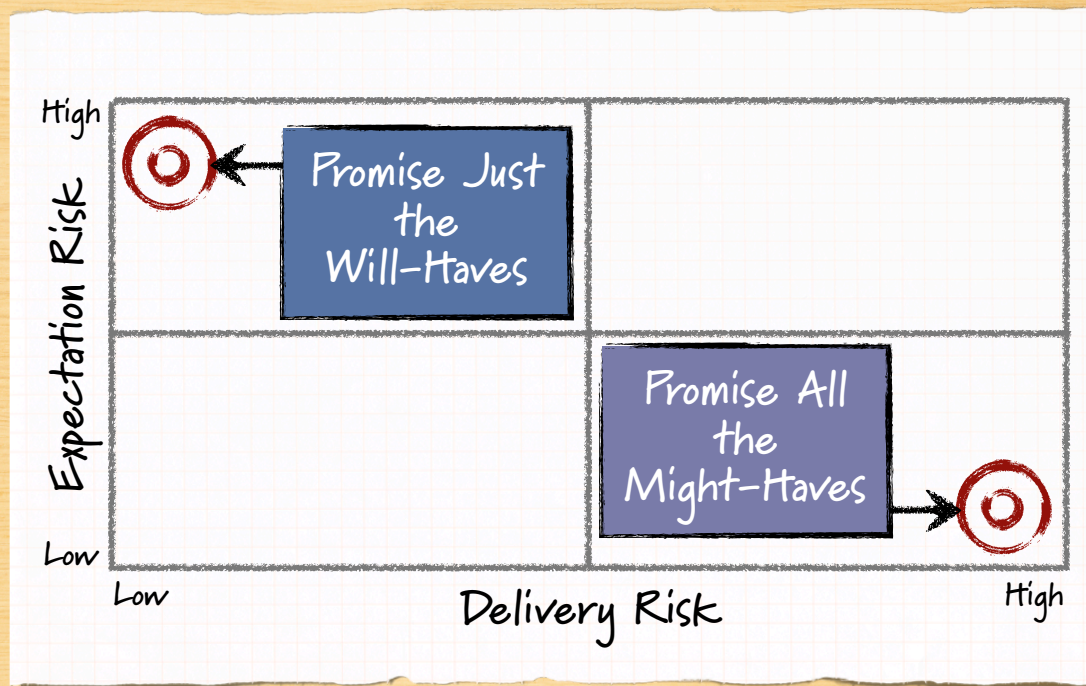 High
Expectation Risk
Low
Promise Just
the
Will-Haves
Promise All
the
Might-Haves
Low
Delivery Risk
High